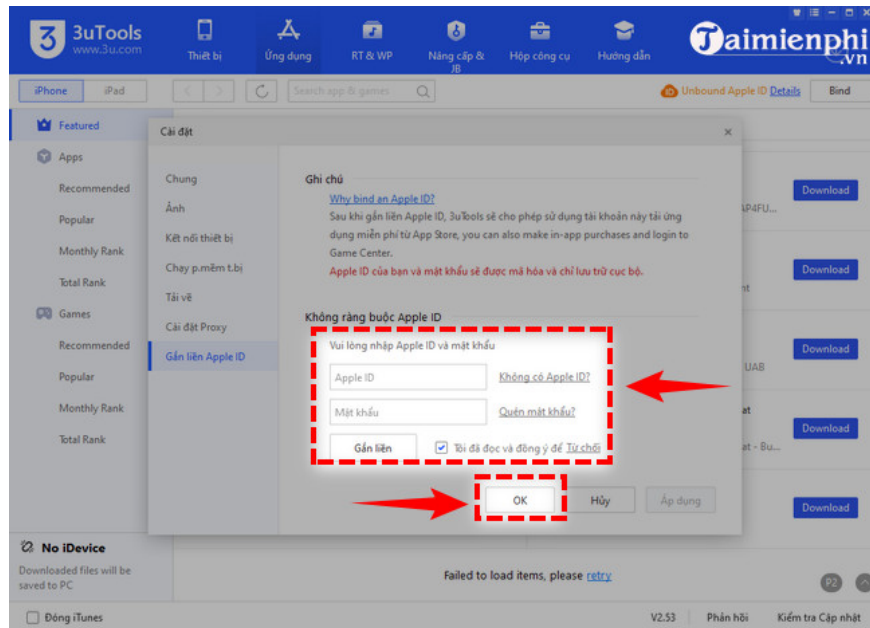 3uTools
www.3u.com
Thiết bị
Ứng dụng
RT & WP
Nâng cấp & JB
Hộp công cụ
Hướng dẫn
Taimienphi
.vn
iPhone
iPad
Search app & games
Unbound Apple ID Details
Bind
Featured
Apps
Recommended
Popular
Monthly Rank
Total Rank
Games
Recommended
Popular
Monthly Rank
Total Rank
Cài đặt
Chung
Ảnh
Kết nối thiết bị
Chạy p.mềm t.bị
Tải về
Cài đặt Proxy
Gắn liền Apple ID
Ghi chú
Why bind an Apple ID?
Sau khi gắn liền Apple ID, 3uTools sẽ cho phép sử dụng tài khoản này tải ứng
dụng miễn phí từ App Store, you can also make in-app purchases and login to
Game Center.
Apple ID của bạn và mật khẩu sẽ được mã hóa và chỉ lưu trữ cục bộ.
Không ràng buộc Apple ID
Vui lòng nhập Apple ID và mật khẩu
Apple ID
Không có Apple ID?
Mật khẩu
Quên mật khẩu?
Gắn liền
Tôi đã đọc và đồng ý để Từ chối
OK
Hủy
Áp dụng
Download
AP4FU...
Download
nt
Download
UAB
at
Download
at - Bu...
Download
No iDevice
Downloaded files will be
saved to PC
Failed to load items, please retry
P2
Đóng iTunes
V2.53
Phản hồi
Kiểm tra Cập nhật